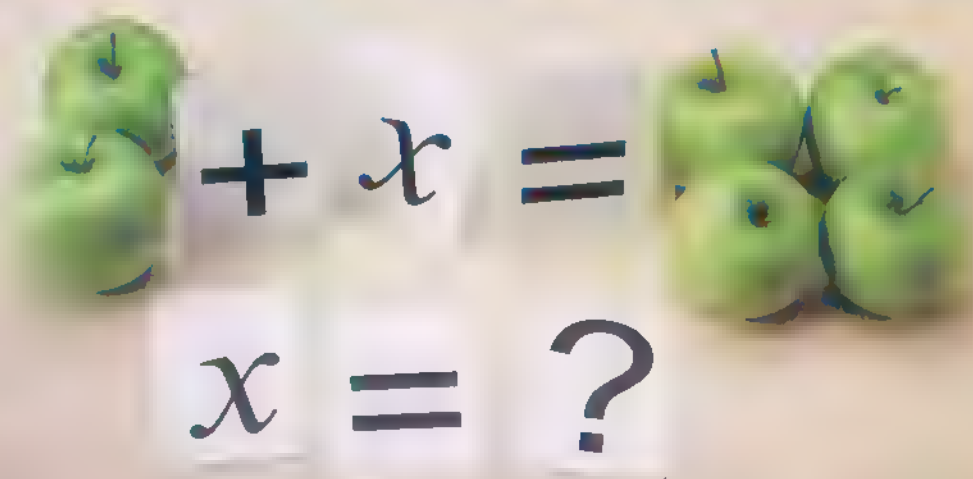 + x =
x = ?